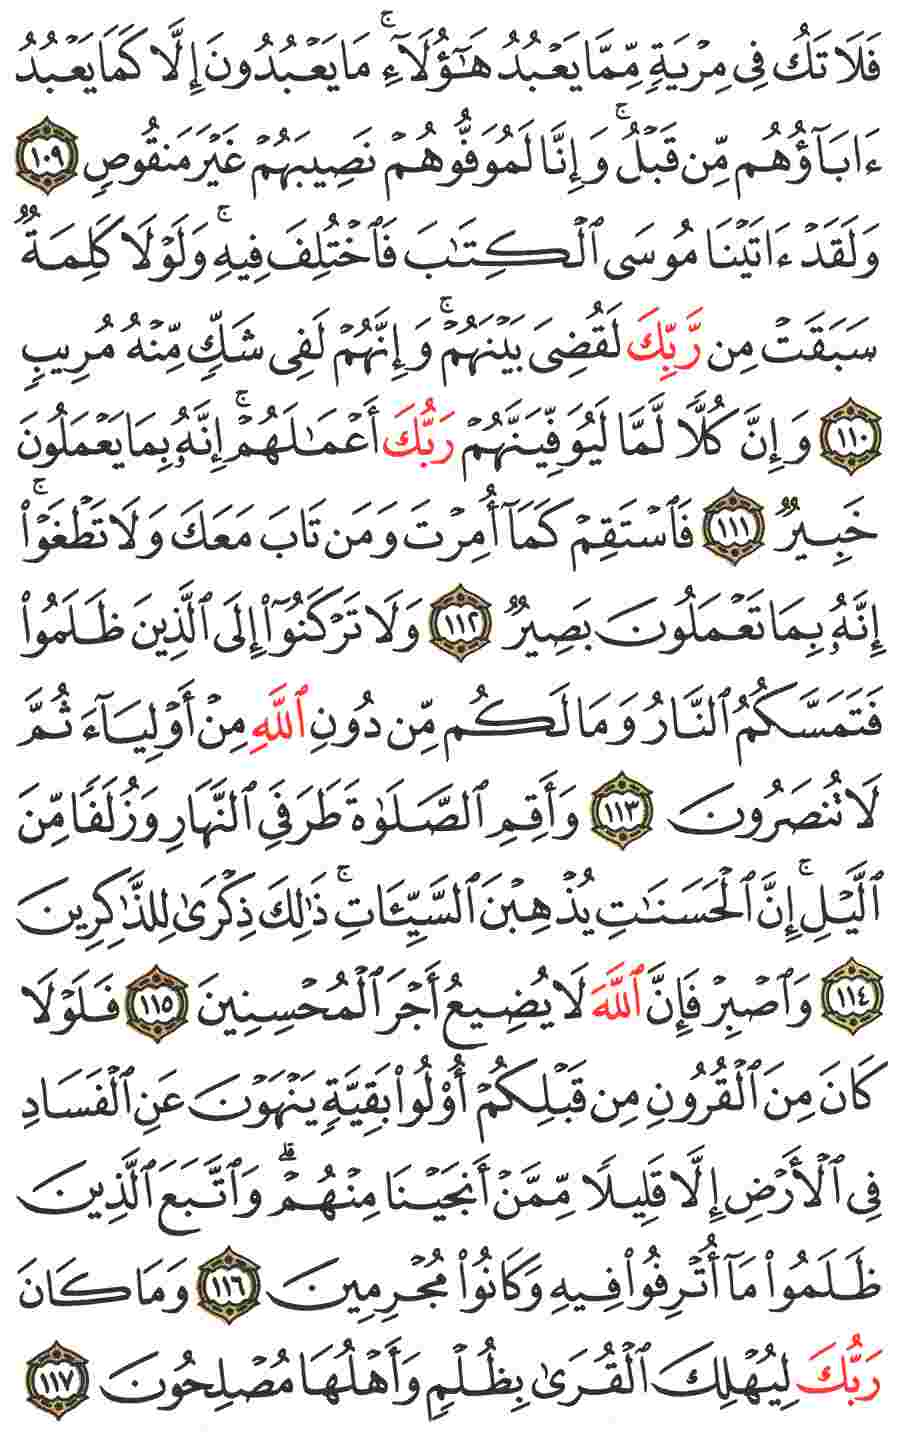 فَلَا تَكُ فِى مِرْيَةٍ مِّمَّا يَعْبُدُ هَٰٓؤُلَآءِ ۚ مَا يَعْبُدُونَ إِلَّا كَمَا يَعْبُدُ
ءَابَآؤُهُم مِّن قَبْلُ ۚ وَإِنَّا لَمُوَفُّوهُمْ نَصِيبَهُمْ غَيْرَ مَنقُوصٍ ١٠٩
وَلَقَدْ ءَاتَيْنَا مُوسَى ٱلْكِتَٰبَ فَٱخْتُلِفَ فِيهِ ۚ وَلَوْلَا كَلِمَةٌ
سَبَقَتْ مِن رَّبِّكَ لَقُضِىَ بَيْنَهُمْ ۚ وَإِنَّهُمْ لَفِى شَكٍّ مِّنْهُ مُرِيبٍ
١١٠ وَإِنَّ كُلًّا لَّمَّا لَيُوَفِّيَنَّهُمْ رَبُّكَ أَعْمَٰلَهُمْ ۚ إِنَّهُۥ بِمَا يَعْمَلُونَ
خَبِيرٌ ١١١ فَٱسْتَقِمْ كَمَآ أُمِرْتَ وَمَن تَابَ مَعَكَ وَلَا تَطْغَوْا۟ ۚ
إِنَّهُۥ بِمَا تَعْمَلُونَ بَصِيرٌ ١١٢ وَلَا تَرْكَنُوٓا۟ إِلَى ٱلَّذِينَ ظَلَمُوا۟
فَتَمَسَّكُمُ ٱلنَّارُ وَمَا لَكُم مِّن دُونِ ٱللَّهِ مِنْ أَوْلِيَآءَ ثُمَّ
لَا تُنصَرُونَ ١١٣ وَأَقِمِ ٱلصَّلَوٰةَ طَرَفَىِ ٱلنَّهَارِ وَزُلَفًا مِّنَ
ٱلَّيْلِ ۚ إِنَّ ٱلْحَسَنَٰتِ يُذْهِبْنَ ٱلسَّيِّـَٔاتِ ۚ ذَٰلِكَ ذِكْرَىٰ لِلذَّٰكِرِينَ
١١٤ وَٱصْبِرْ فَإِنَّ ٱللَّهَ لَا يُضِيعُ أَجْرَ ٱلْمُحْسِنِينَ ١١٥ فَلَوْلَا
كَانَ مِنَ ٱلْقُرُونِ مِن قَبْلِكُمْ أُو۟لُوا۟ بَقِيَّةٍ يَنْهَوْنَ عَنِ ٱلْفَسَادِ
فِى ٱلْأَرْضِ إِلَّا قَلِيلًا مِّمَّنْ أَنجَيْنَا مِنْهُمْ ۗ وَٱتَّبَعَ ٱلَّذِينَ
ظَلَمُوا۟ مَآ أُتْرِفُوا۟ فِيهِ وَكَانُوا۟ مُجْرِمِينَ ١١٦ وَمَا كَانَ
رَبُّكَ لِيُهْلِكَ ٱلْقُرَىٰ بِظُلْمٍ وَأَهْلُهَا مُصْلِحُونَ ١١٧